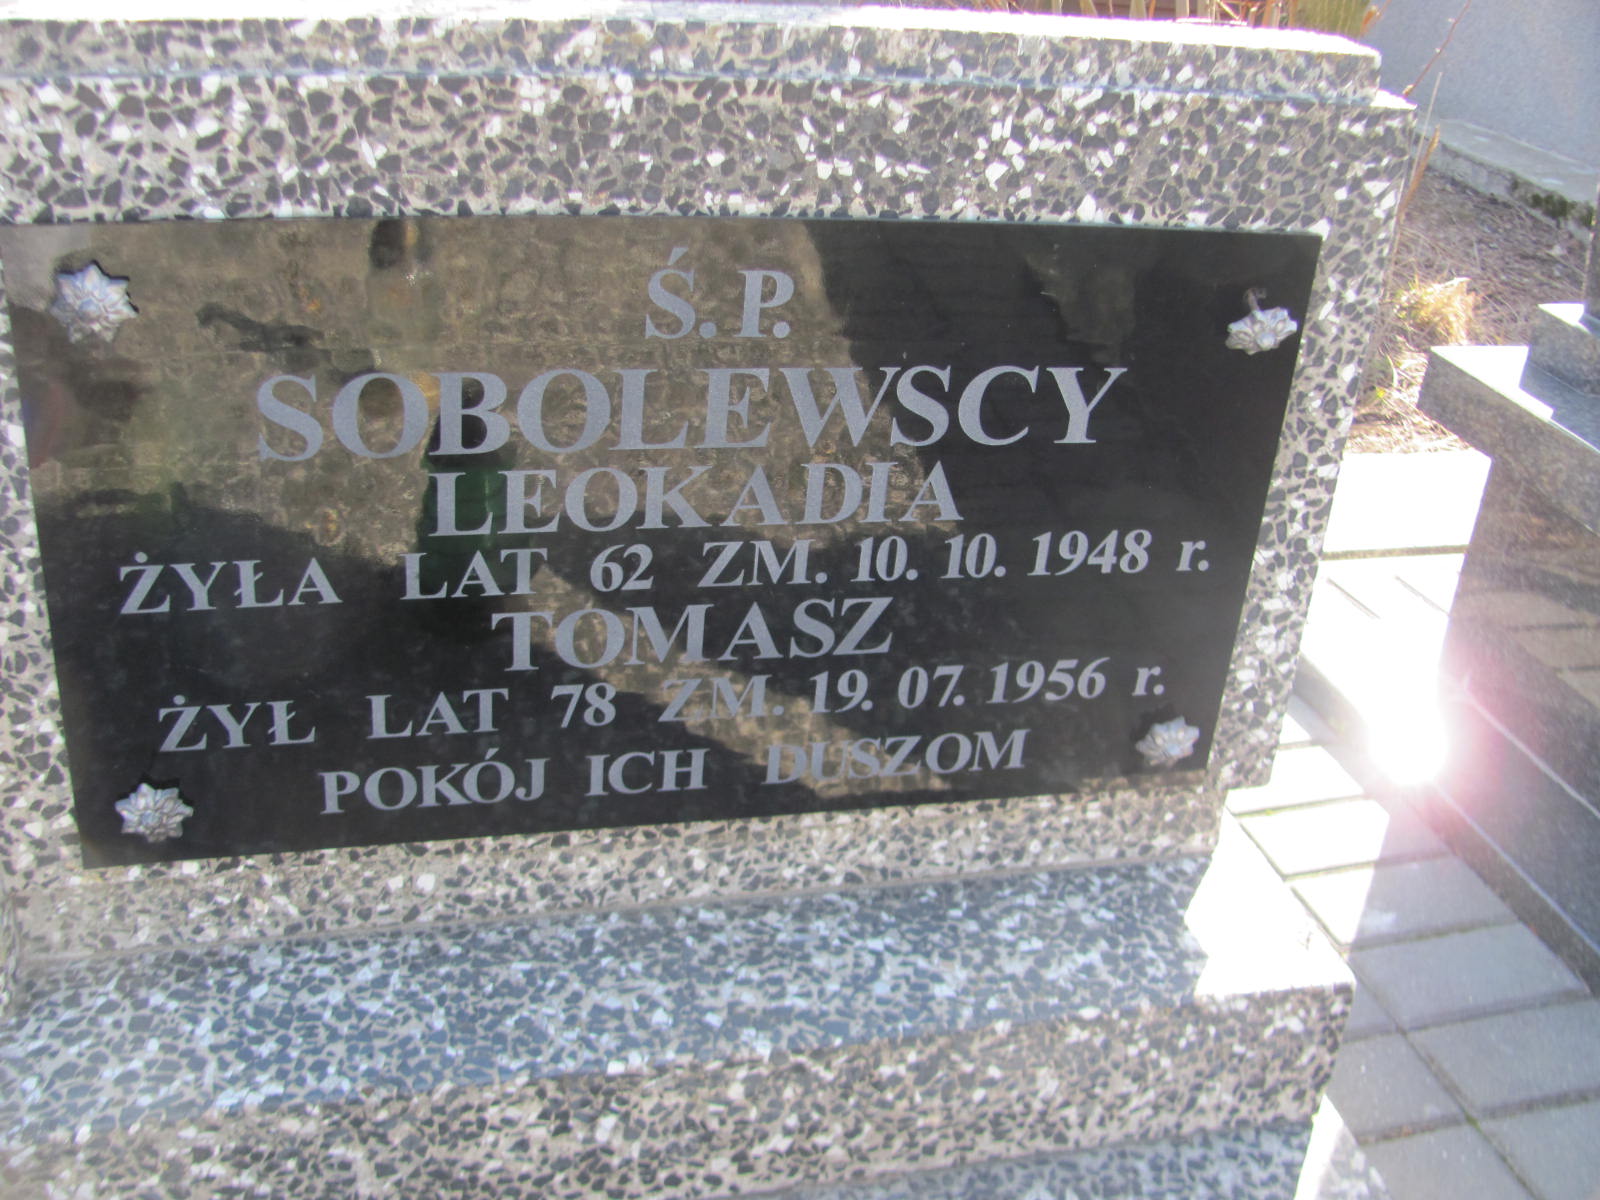 Ś. P.
SOBOLEWSCY
LEOKADIA
ŻYŁA LAT 62 ZM. 10. 10. 1948 r.
TOMASZ
ŻYŁ LAT 78 ZM. 19. 07. 1956 r.
POKÓJ ICH DUSZOM